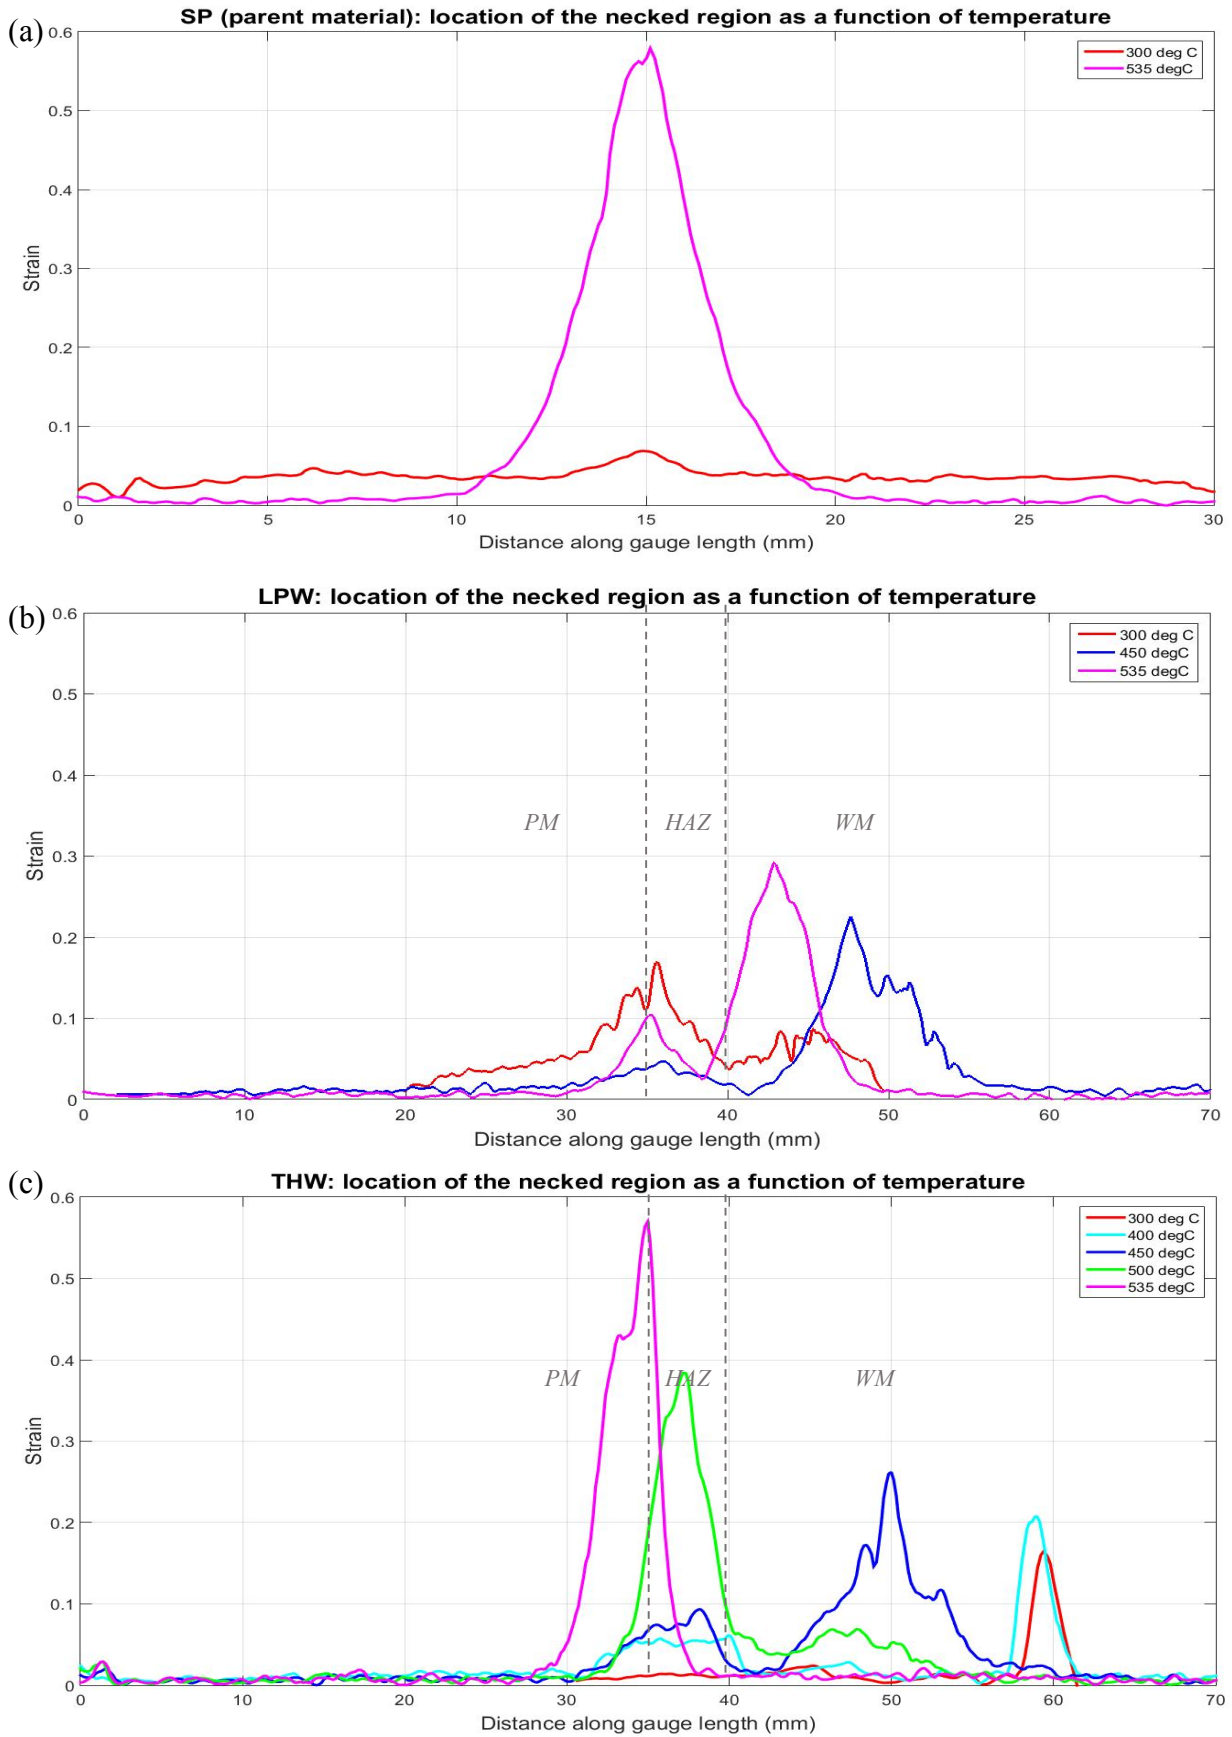 (a)
SP (parent material): location of the necked region as a function of temperature
0.6
0.5
0.4
0.3
0.2
0.1
0
Strain
300 deg C
535 degC
0 5 10 15 20 25 30
Distance along gauge length (mm)
(b)
LPW: location of the necked region as a function of temperature
0.6
0.5
0.4
0.3
0.2
0.1
0
Strain
300 deg C
450 degC
535 degC
PM HAZ WM
0 10 20 30 40 50 60 70
Distance along gauge length (mm)
(c)
THW: location of the necked region as a function of temperature
0.6
0.5
0.4
0.3
0.2
0.1
0
Strain
300 deg C
400 degC
450 degC
500 degC
535 degC
PM HAZ WM
0 10 20 30 40 50 60 70
Distance along gauge length (mm)